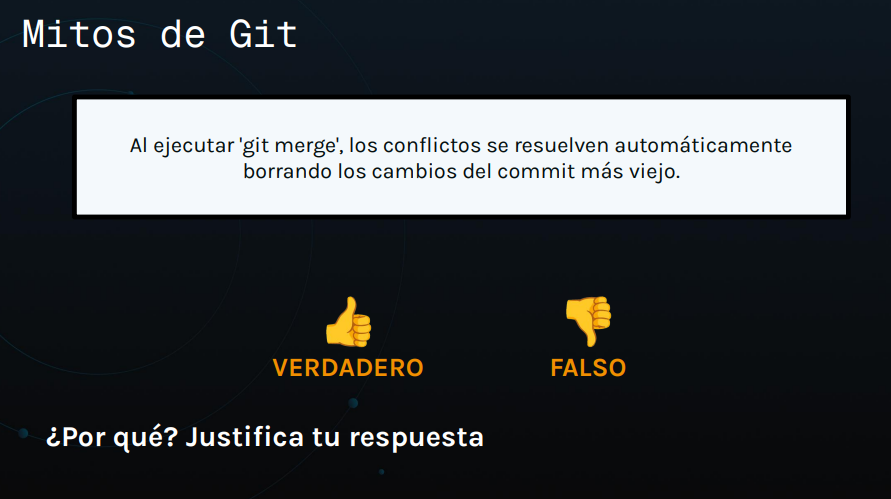 Mitos de Git
Al ejecutar 'git merge', los conflictos se resuelven automáticamente
borrando los cambios del commit más viejo.
VERDADERO
FALSO
¿Por qué? Justifica tu respuesta